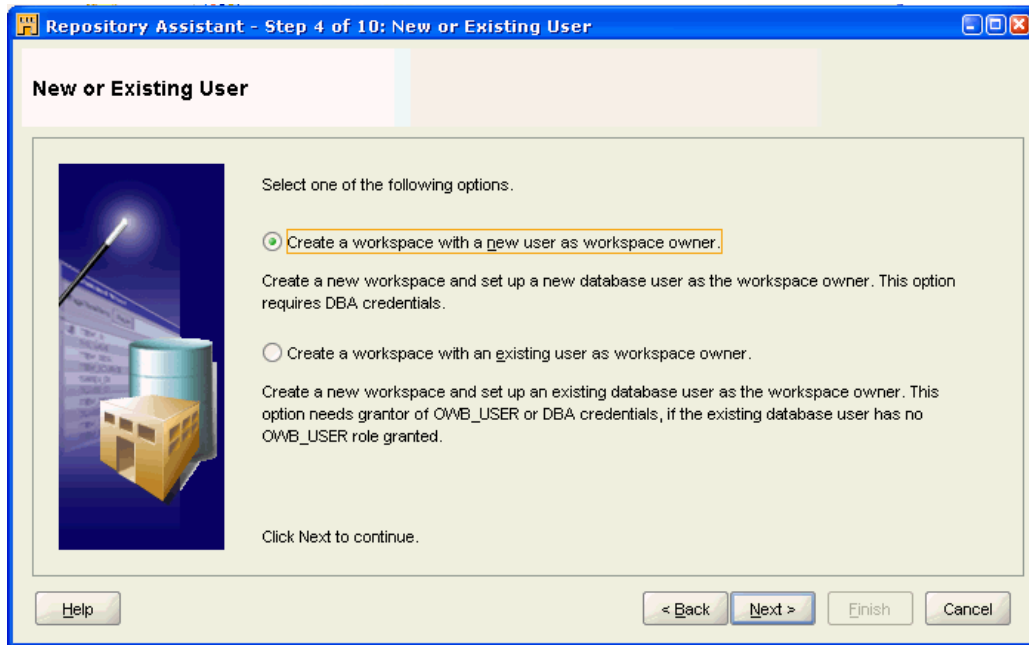 Repository Assistant - Step 4 of 10: New or Existing User
New or Existing User
Select one of the following options.
Create a workspace with a new user as workspace owner.
Create a new workspace and set up a new database user as the workspace owner. This option
requires DBA credentials.
Create a workspace with an existing user as workspace owner.
Create a new workspace and set up an existing database user as the workspace owner. This
option needs grantor of OWB_USER or DBA credentials, if the existing database user has no
OWB_USER role granted.
Click Next to continue.
Help
< Back
Next >
Finish
Cancel